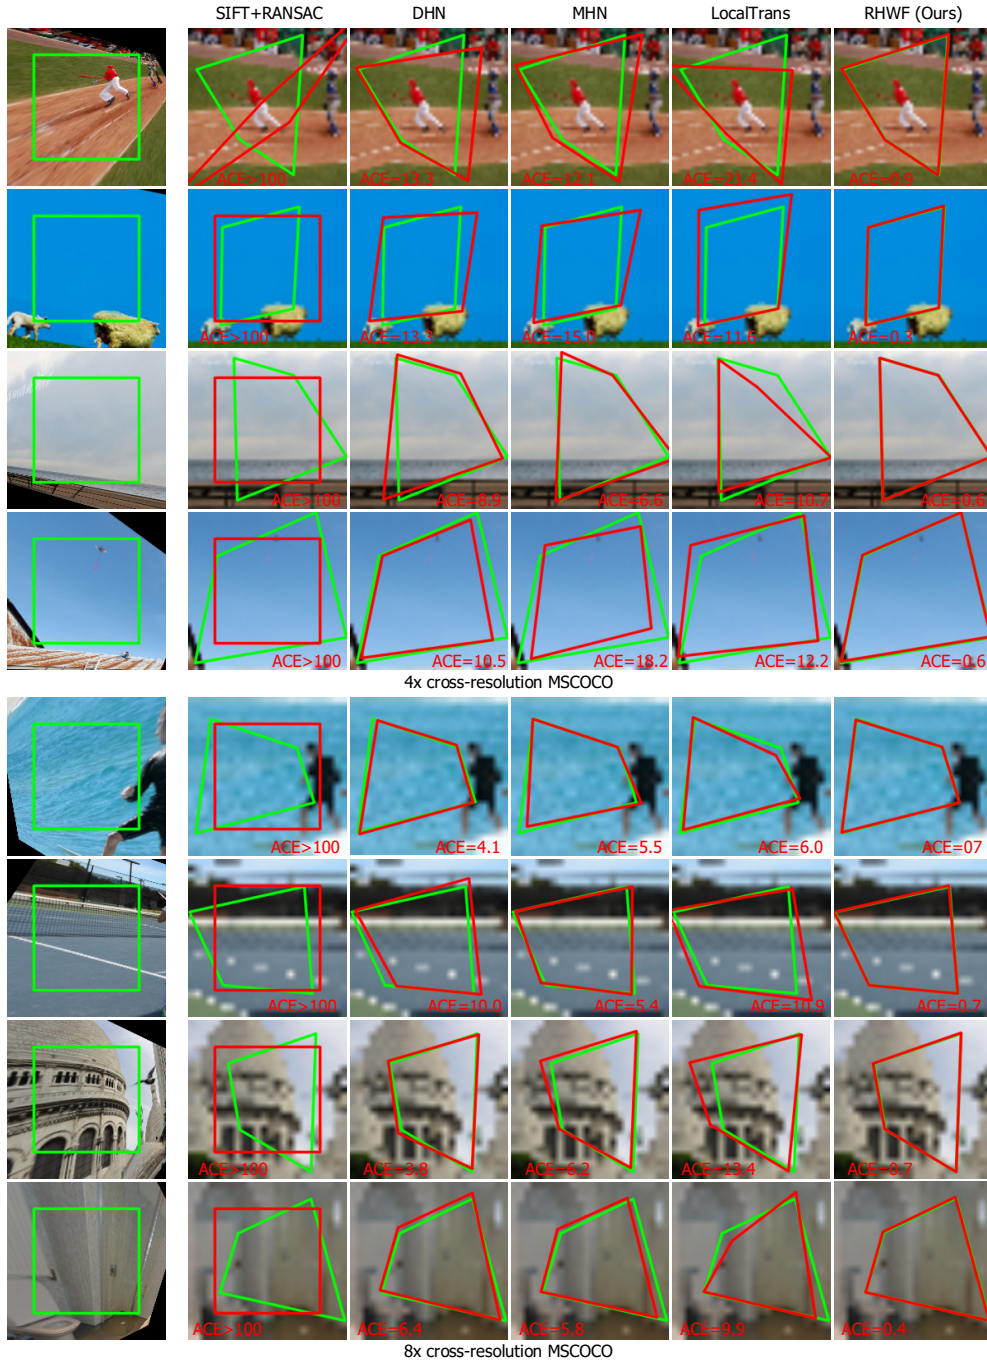 SIFT+RANSAC DHN MHN LocalTrans RHWF (Ours)
ACE>100 ACE=13.3 ACE=12.1 ACE=21.4 ACE=0.9
ACE>100 ACE=13.3 ACE=15.0 ACE=11.6 ACE=0.3
ACE>100 ACE=8.9 ACE=6.6 ACE=10.7 ACE=0.6
ACE>100 ACE=10.5 ACE=18.2 ACE=12.2 ACE=0.6
4x cross-resolution MSCOCO
ACE>100 ACE=4.1 ACE=5.5 ACE=6.0 ACE=07
ACE>100 ACE=10.0 ACE=5.4 ACE=10.9 ACE=0.7
ACE>100 ACE=3.8 ACE=6.2 ACE=13.4 ACE=0.7
ACE>100 ACE=6.4 ACE=5.8 ACE=9.9 ACE=0.4
8x cross-resolution MSCOCO